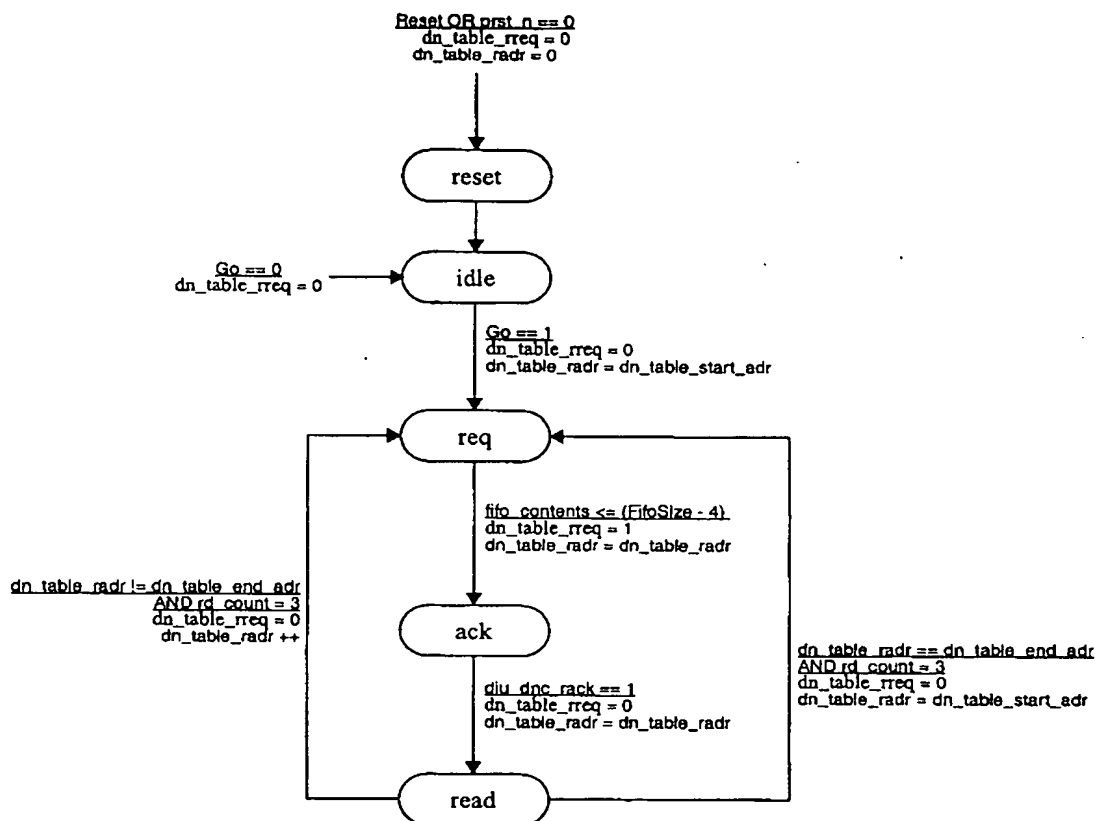 Reset OR prst_n == 0
dn_table_rreq = 0
dn_table_radr = 0
reset
Go == 0
dn_table_rreq = 0
idle
Go == 1
dn_table_rreq = 0
dn_table_radr = dn_table_start_adr
req
fifo_contents <= (FifoSize - 4)
dn_table_rreq = 1
dn_table_radr = dn_table_radr
dn_table_radr != dn_table_end_adr
AND rd_count = 3
dn_table_rreq = 0
dn_table_radr ++
ack
dn_table_radr == dn_table_end_adr
AND rd_count = 3
dn_table_rreq = 0
dn_table_radr = dn_table_start_adr
diu_dnc_rack == 1
dn_table_rreq = 0
dn_table_radr = dn_table_radr
read